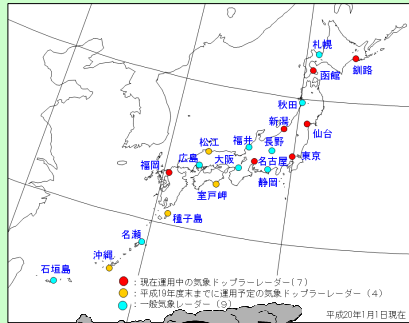 札幌
函館
釧路
秋田
新潟
仙台
松江
福井
長野
福岡
広島
大阪
名古屋
東京
室戸岬
静岡
種子島
名瀬
沖縄
石垣島
：現在運用中の気象ドップラーレーダー（7）
：平成19年度末までに運用予定の気象ドップラーレーダー（4）
：一般気象レーダー（9）
平成20年1月1日現在